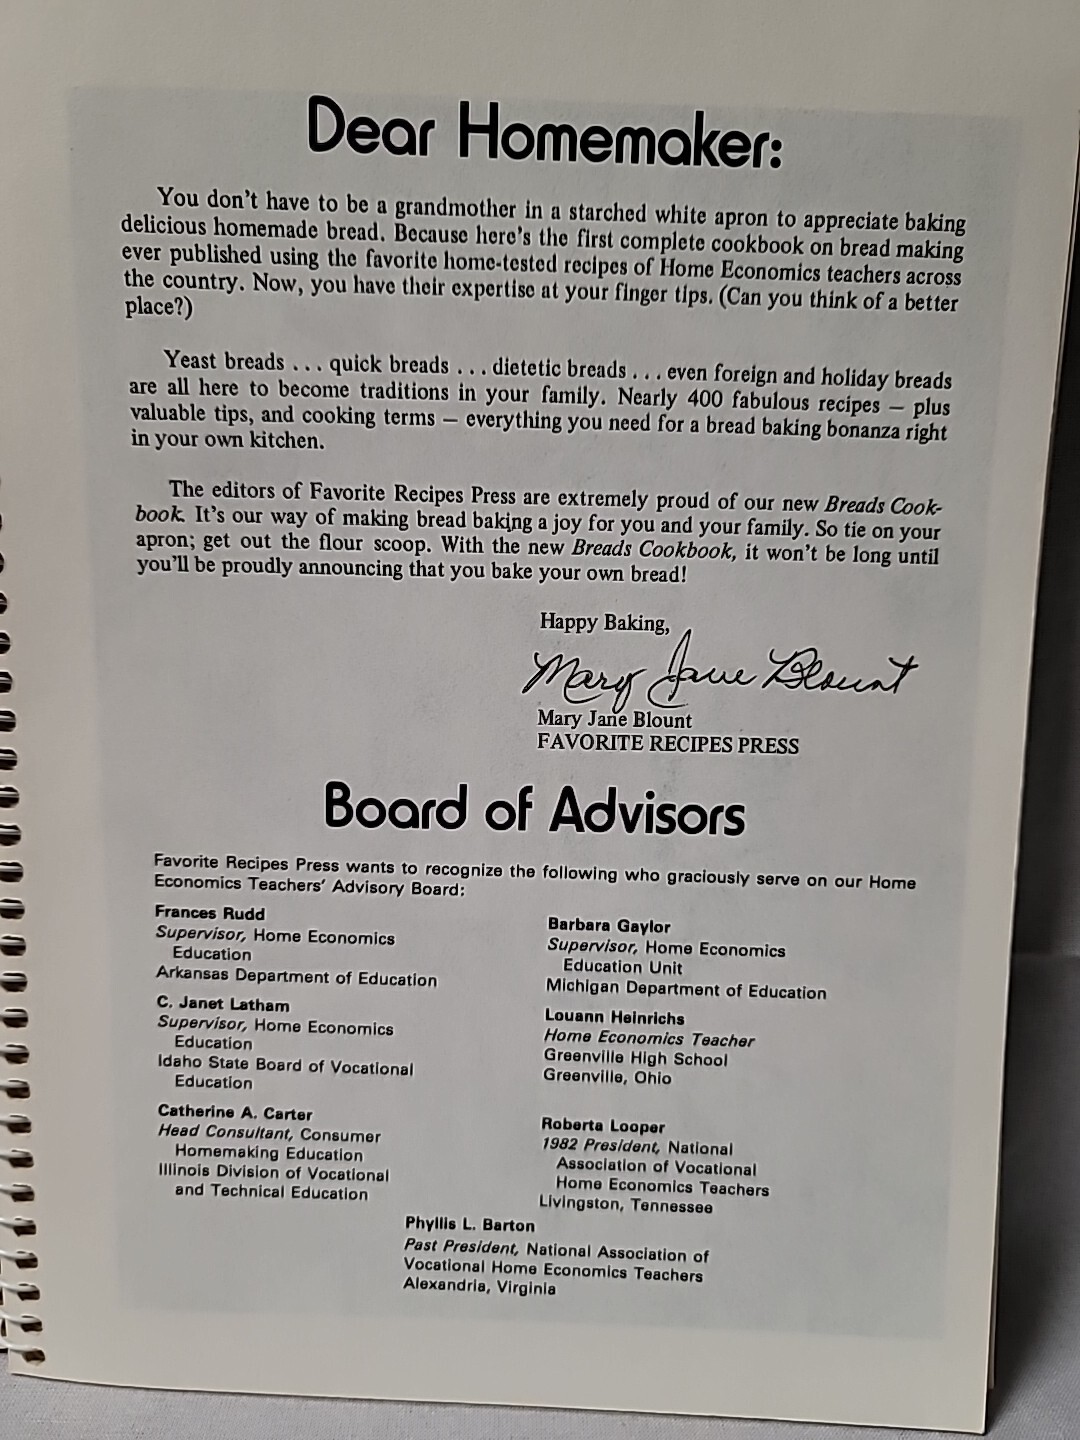 Dear Homemaker:
You don't have to be a grandmother in a starched white apron to appreciate baking
delicious homemade bread. Because here's the first complete cookbook on bread making
ever published using the favorite home-tested recipes of Home Economics teachers across
the country. Now, you have their expertise at your finger tips. (Can you think of a better
place?)
Yeast breads . . . quick breads . . . dietetic breads . . . even foreign and holiday breads
are all here to become traditions in your family. Nearly 400 fabulous recipes — plus
valuable tips, and cooking terms — everything you need for a bread baking bonanza right
in your own kitchen.
The editors of Favorite Recipes Press are extremely proud of our new Breads Cook-
book. It's our way of making bread baking a joy for you and your family. So tie on your
apron; get out the flour scoop. With the new Breads Cookbook, it won't be long until
you'll be proudly announcing that you bake your own bread!
Happy Baking,
Mary Jane Blount
Mary Jane Blount
FAVORITE RECIPES PRESS
Board of Advisors
Favorite Recipes Press wants to recognize the following who graciously serve on our Home
Economics Teachers' Advisory Board:
Frances Rudd
Supervisor, Home Economics
Education
Arkansas Department of Education
C. Janet Latham
Supervisor, Home Economics
Education
Idaho State Board of Vocational
Education
Catherine A. Carter
Head Consultant, Consumer
Homemaking Education
Illinois Division of Vocational
and Technical Education
Barbara Gaylor
Supervisor, Home Economics
Education Unit
Michigan Department of Education
Louann Heinrichs
Home Economics Teacher
Greenville High School
Greenville, Ohio
Roberta Looper
1982 President, National
Association of Vocational
Home Economics Teachers
Livingston, Tennessee
Phyllis L. Barton
Past President, National Association of
Vocational Home Economics Teachers
Alexandria, Virginia